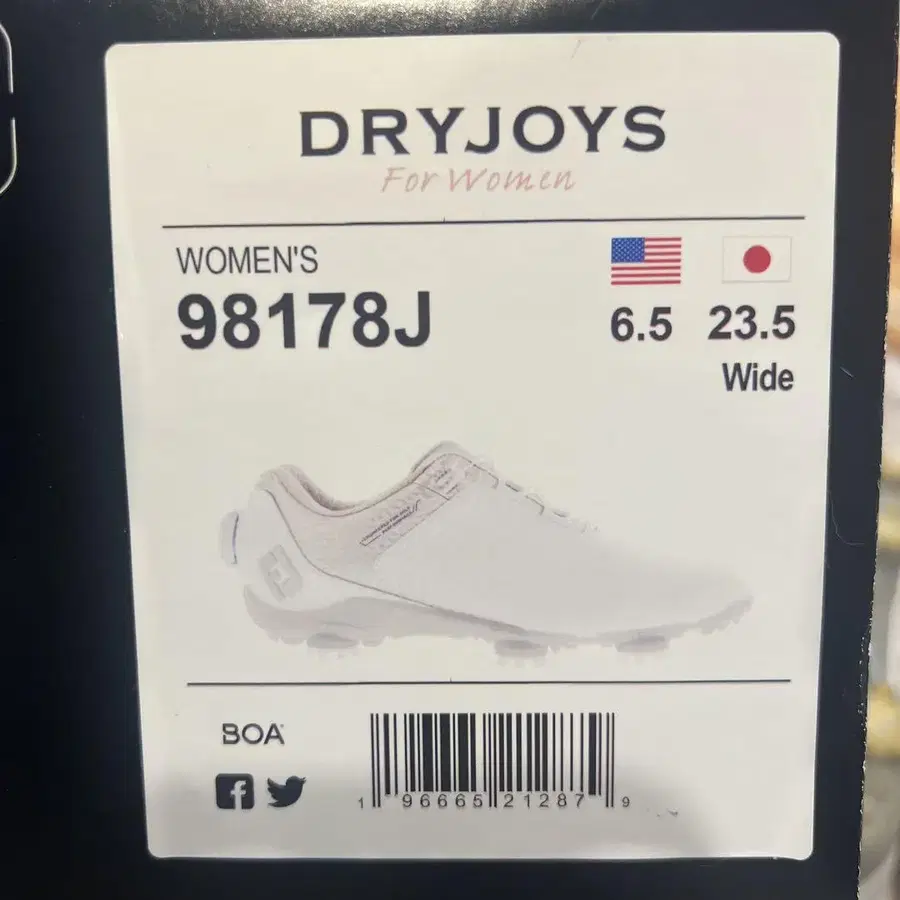 DRYJOYS
For Women
WOMEN'S
98178J
6.5 23.5
Wide
BOA
1 96665 21287 9